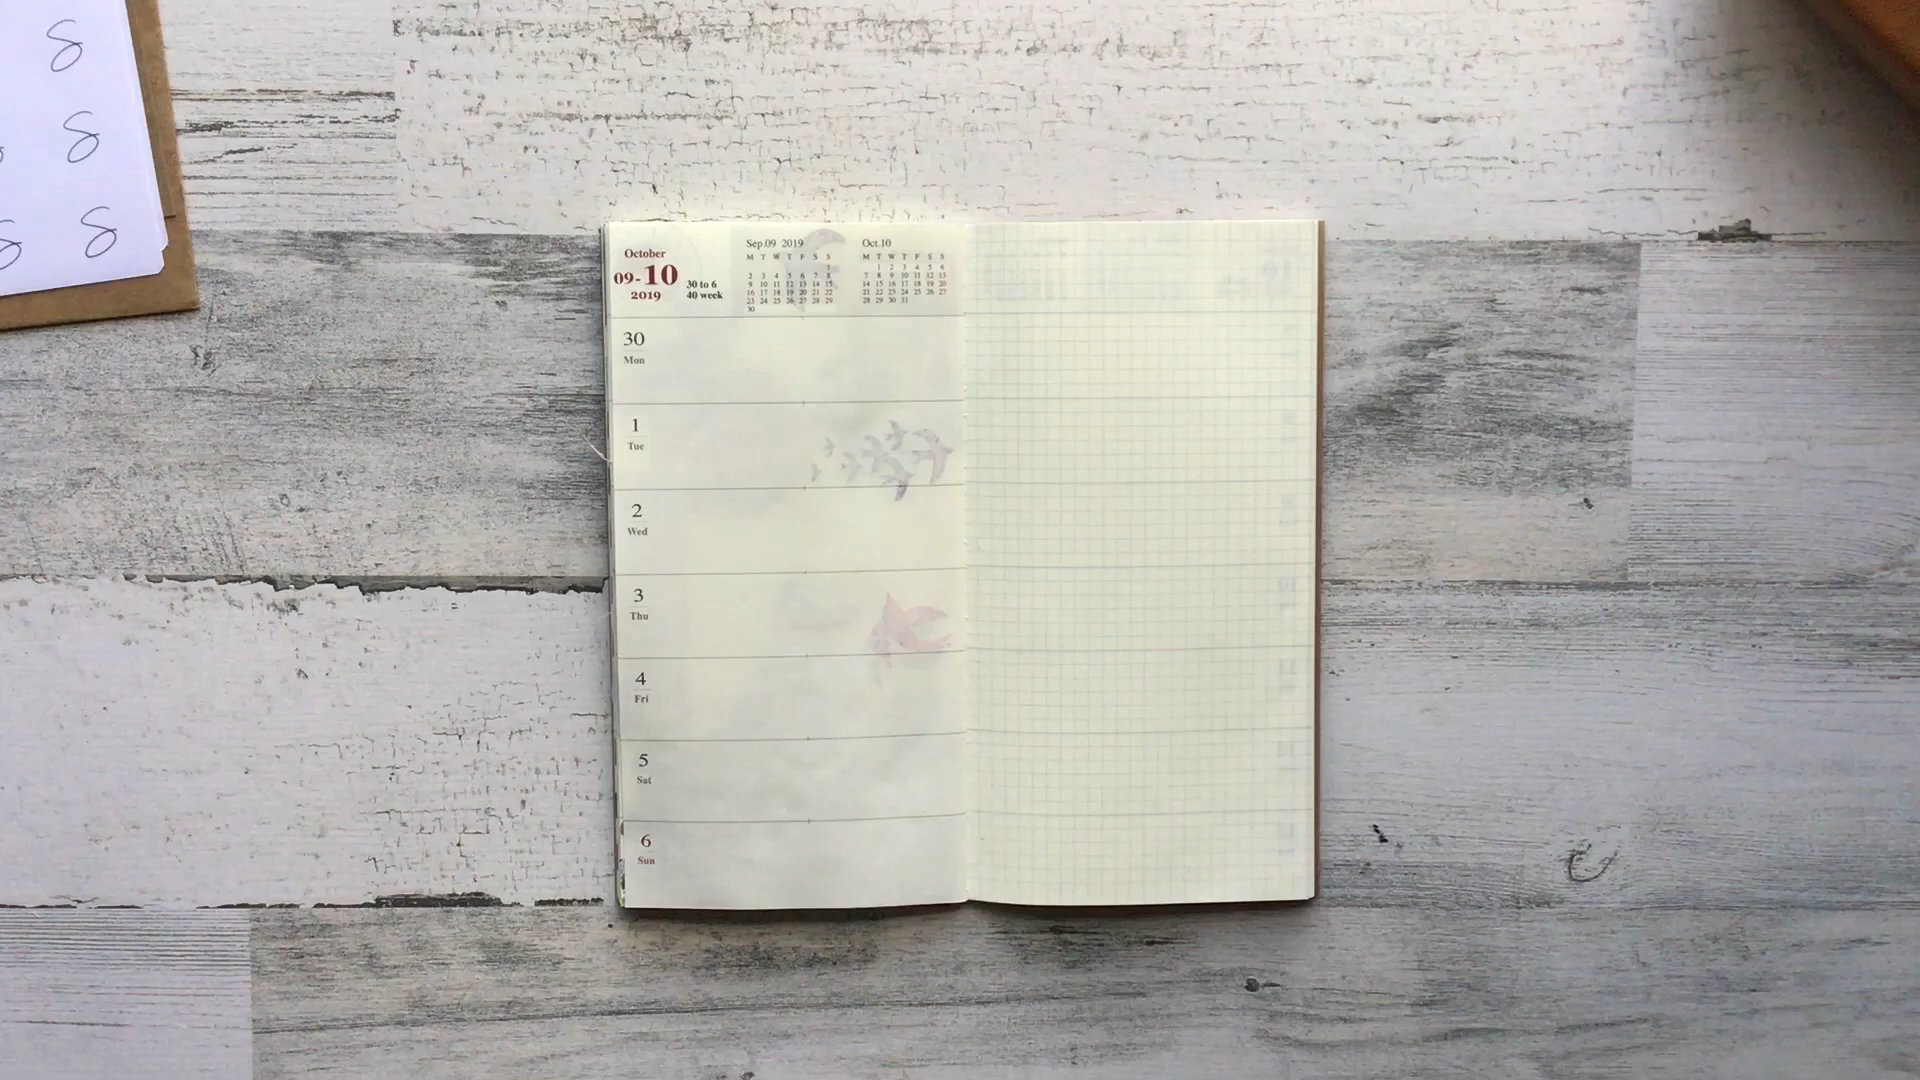 October
09-10
2019
30 to 6
40 week
Sep.09 2019
M T W T F S S
1
2 3 4 5 6 7 8
9 10 11 12 13 14 15
16 17 18 19 20 21 22
23 24 25 26 27 28 29
30
Oct.10
M T W T F S S
1 2 3 4 5 6
7 8 9 10 11 12 13
14 15 16 17 18 19 20
21 22 23 24 25 26 27
28 29 30 31
30
Mon
1
Tue
2
Wed
3
Thu
4
Fri
5
Sat
6
Sun
S
S
S S